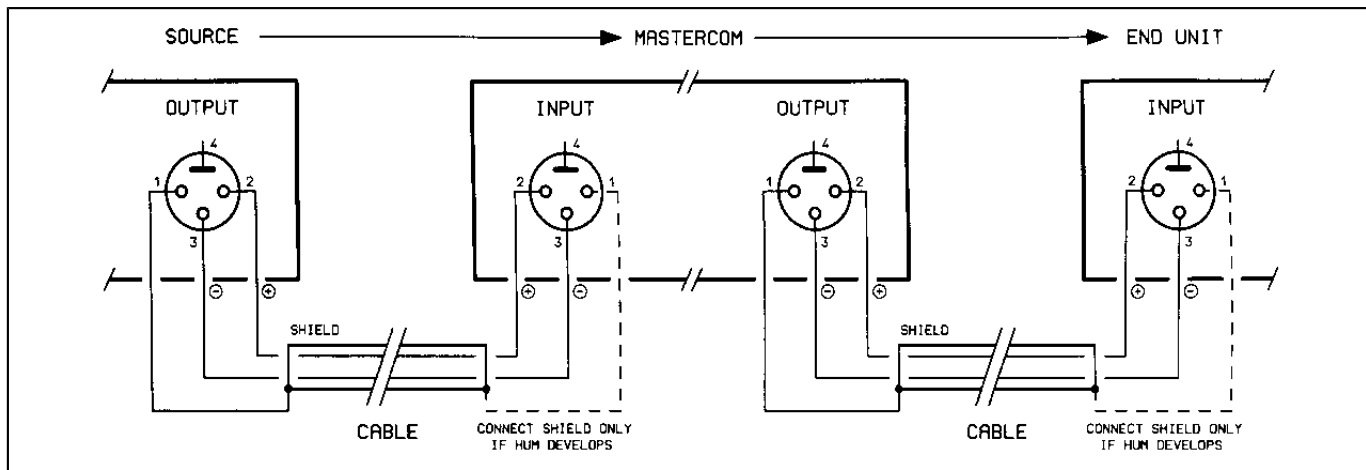 SOURCE MASTERCOM END UNIT
OUTPUT INPUT OUTPUT INPUT
4 4 4 4
1 2 2 1 1 2 2 1
3 3 3 3
⊖ ⊕ ⊕ ⊖ ⊖ ⊕ ⊕ ⊖
SHIELD SHIELD
CABLE CONNECT SHIELD ONLY CABLE CONNECT SHIELD ONLY
IF HUM DEVELOPS IF HUM DEVELOPS